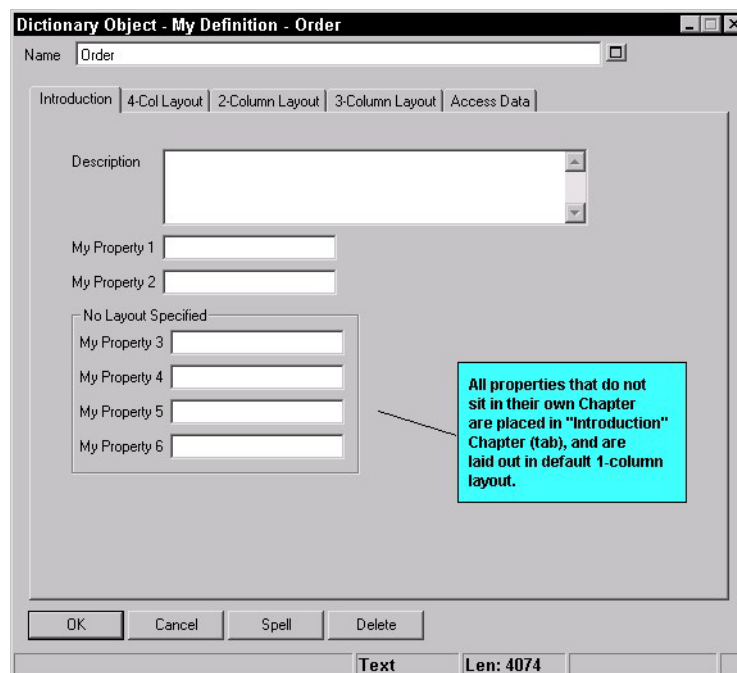 Dictionary Object - My Definition - Order
Name Order
Introduction 4-Col Layout 2-Column Layout 3-Column Layout Access Data
Description
My Property 1
My Property 2
No Layout Specified
My Property 3
My Property 4
My Property 5
My Property 6
All properties that do not
sit in their own Chapter
are placed in "Introduction"
Chapter (tab), and are
laid out in default 1-column
layout.
OK Cancel Spell Delete
Text Len: 4074